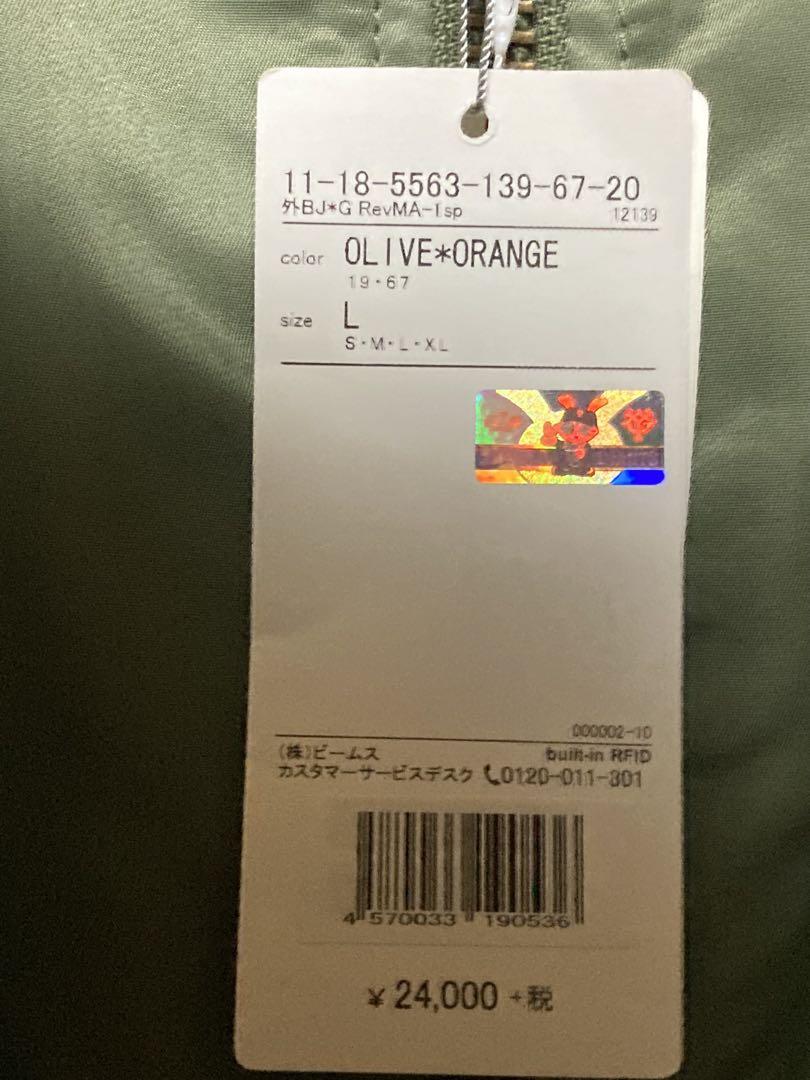 11-18-5563-139-67-20
外BJ*G RevMA-1sp 12139
color OLIVE*ORANGE
19・67
size L
S・M・L・XL
000002-10
(株)ビームス built-in RFID
カスタマーサービスデスク 0120-011-301
4 570033 190536
¥ 24,000 +税